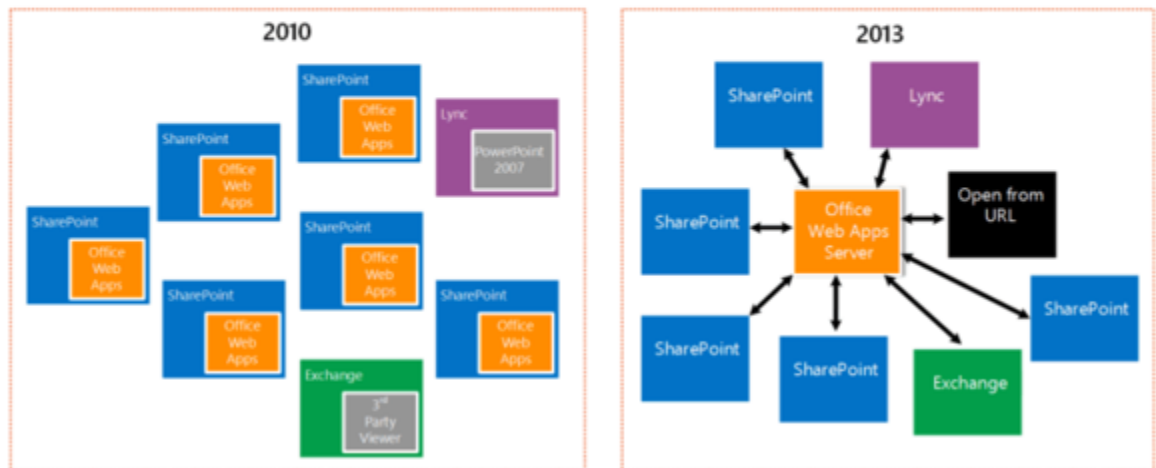 2010
SharePoint
Office
Web
Apps
Lync
PowerPoint
2007
SharePoint
Office
Web
Apps
SharePoint
Office
Web
Apps
SharePoint
Office
Web
Apps
SharePoint
Office
Web
Apps
SharePoint
Office
Web
Apps
Exchange
3rd
Party
Viewer
2013
SharePoint
Lync
SharePoint
Office
Web Apps
Server
Open from
URL
SharePoint
SharePoint
Exchange
SharePoint